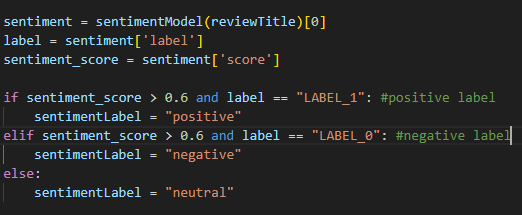 sentiment = sentimentModel(reviewTitle)[0]
label = sentiment['label']
sentiment_score = sentiment['score']
if sentiment_score > 0.6 and label == "LABEL_1": #positive label
    sentimentLabel = "positive"
elif sentiment_score > 0.6 and label == "LABEL_0": #negative label
    sentimentLabel = "negative"
else:
    sentimentLabel = "neutral"